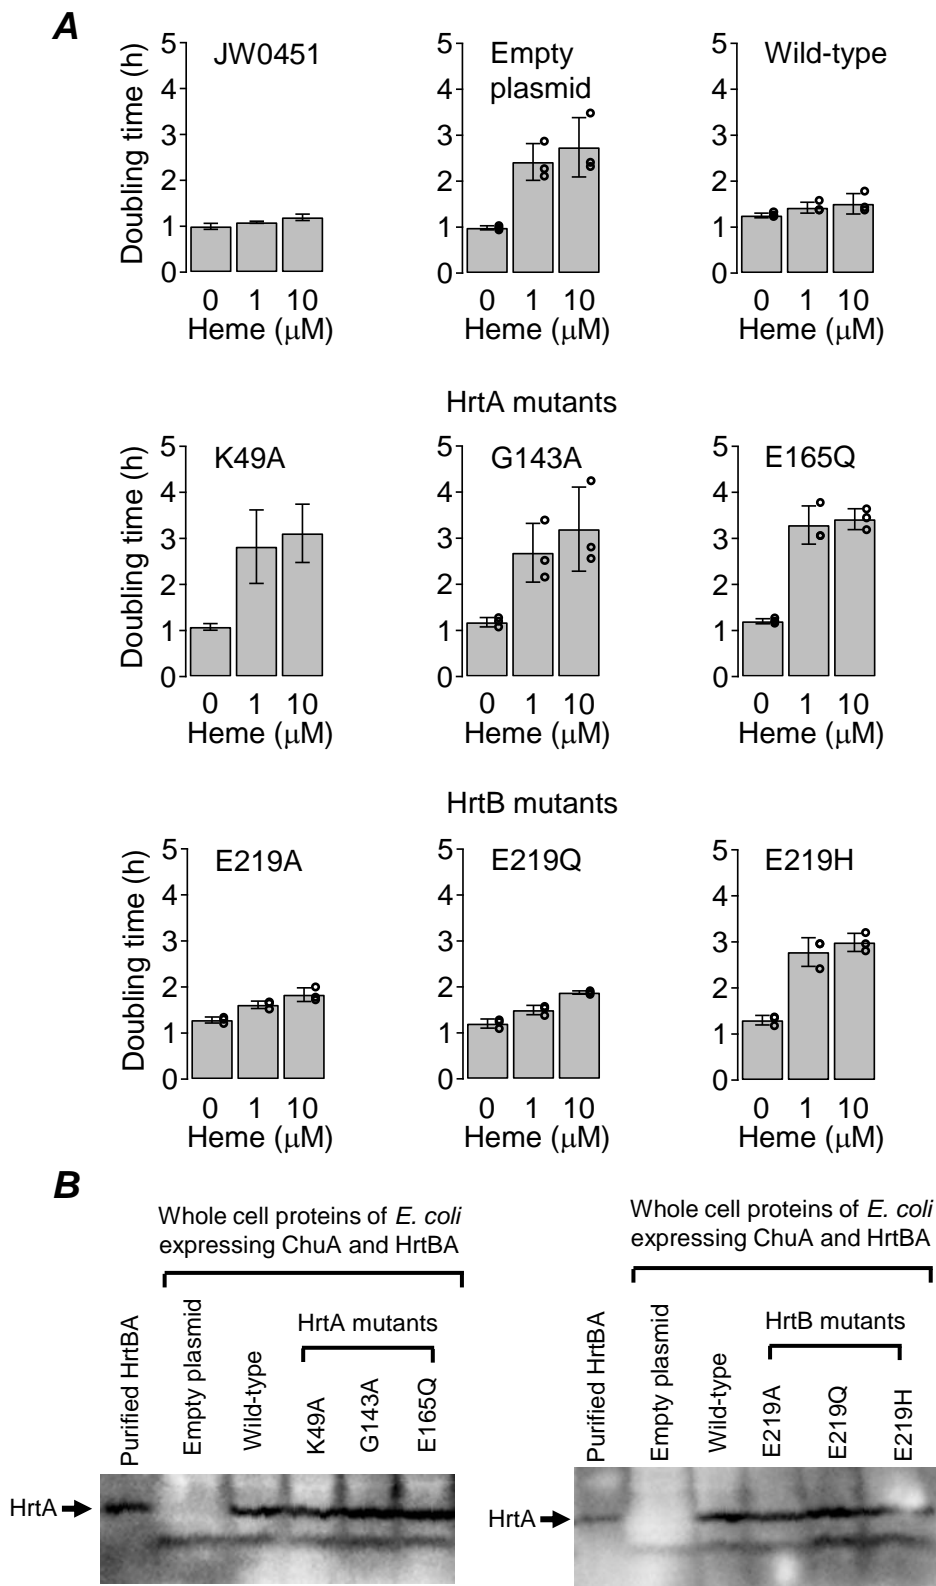 A
JW0451
Doubling time (h)
5
4
3
2
1
0
0 1 10
Heme (μM)
Empty
plasmid
5
4
3
2
1
0
0 1 10
Heme (μM)
Wild-type
5
4
3
2
1
0
0 1 10
Heme (μM)
HrtA mutants
K49A
Doubling time (h)
5
4
3
2
1
0
0 1 10
Heme (μM)
G143A
5
4
3
2
1
0
0 1 10
Heme (μM)
E165Q
5
4
3
2
1
0
0 1 10
Heme (μM)
HrtB mutants
E219A
Doubling time (h)
5
4
3
2
1
0
0 1 10
Heme (μM)
E219Q
5
4
3
2
1
0
0 1 10
Heme (μM)
E219H
5
4
3
2
1
0
0 1 10
Heme (μM)
B
Whole cell proteins of E. coli
expressing ChuA and HrtBA
Purified HrtBA
Empty plasmid
Wild-type
HrtA mutants
K49A
G143A
E165Q
HrtA
Whole cell proteins of E. coli
expressing ChuA and HrtBA
Purified HrtBA
Empty plasmid
Wild-type
HrtB mutants
E219A
E219Q
E219H
HrtA